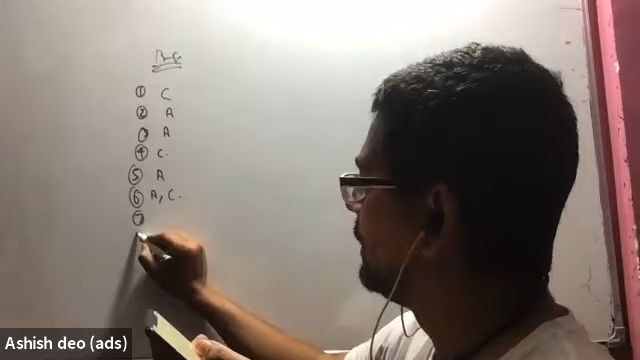 ① C
② A
③ A
④ C.
⑤ A
⑥ A, C.
⑦
Ashish deo (ads)